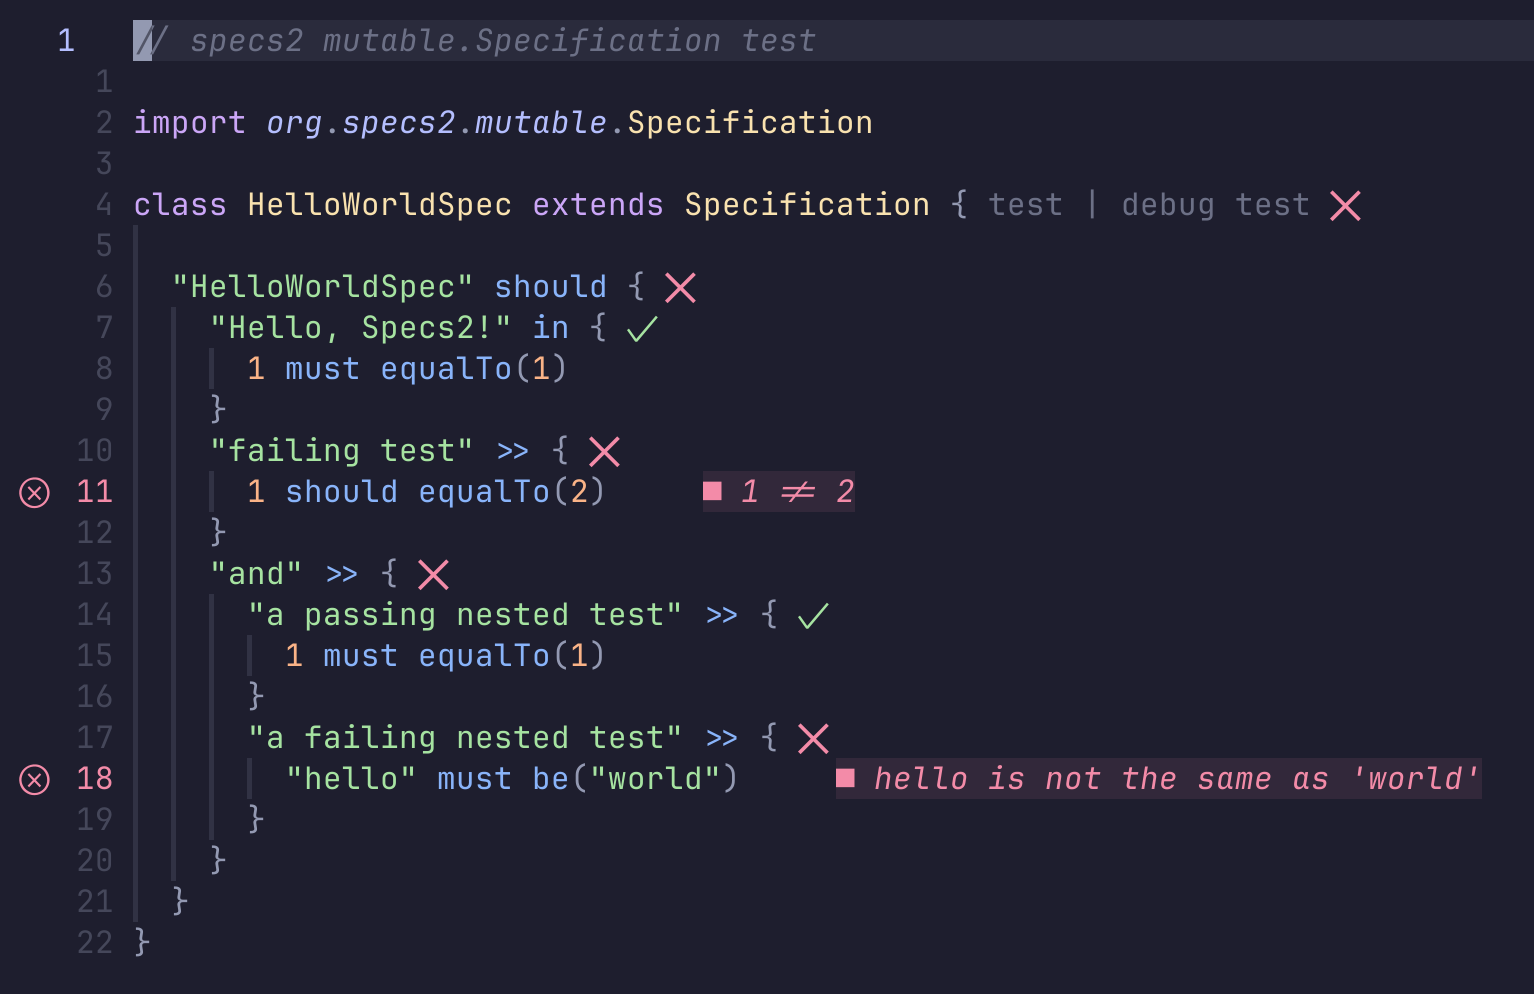 1 // specs2 mutable.Specification test
1
2 import org.specs2.mutable.Specification
3
4 class HelloWorldSpec extends Specification { test | debug test ✕
5
6 "HelloWorldSpec" should { ✕
7 "Hello, Specs2!" in { ✓
8 1 must equalTo(1)
9 }
10 "failing test" >> { ✕
11 1 should equalTo(2) ■ 1 ≠ 2
12 }
13 "and" >> { ✕
14 "a passing nested test" >> { ✓
15 1 must equalTo(1)
16 }
17 "a failing nested test" >> { ✕
18 "hello" must be("world") ■ hello is not the same as 'world'
19 }
20 }
21 }
22 }